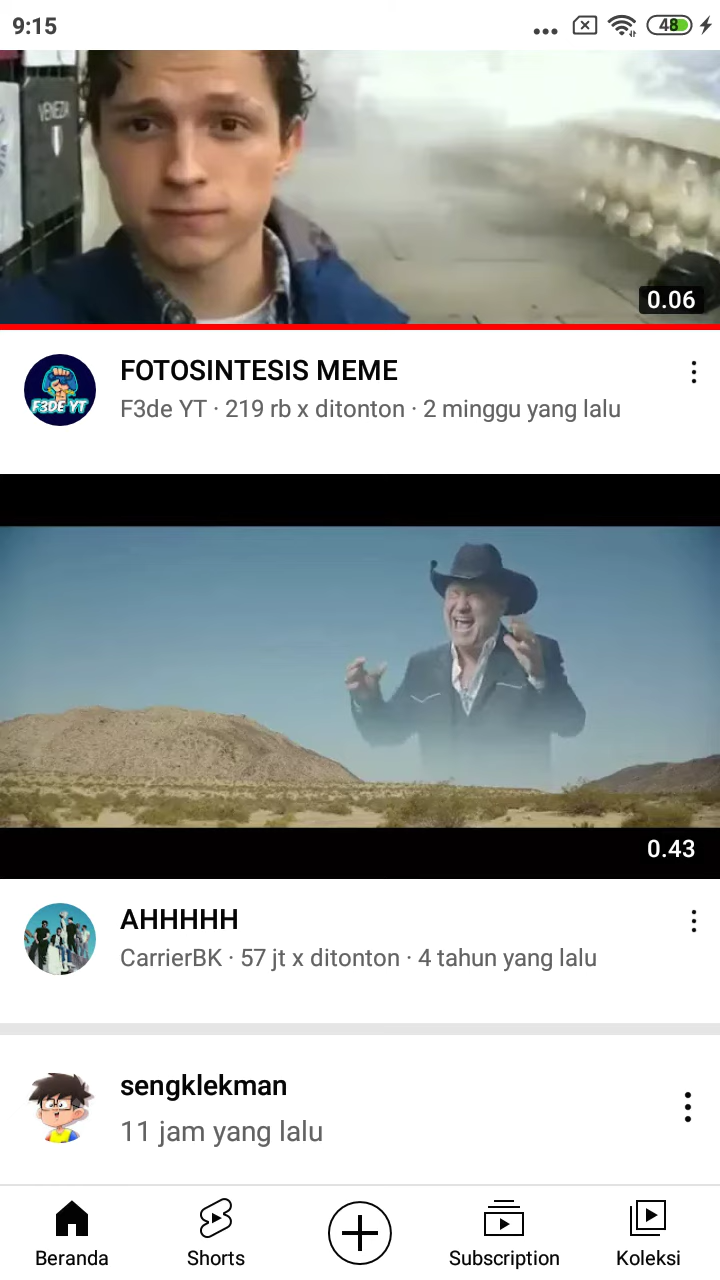 9:15
48
VENEZIA
0.06
F3DE YT
FOTOSINTESIS MEME
F3de YT · 219 rb x ditonton · 2 minggu yang lalu
0.43
AHHHHH
CarrierBK · 57 jt x ditonton · 4 tahun yang lalu
sengklekman
11 jam yang lalu
Beranda
Shorts
Subscription
Koleksi